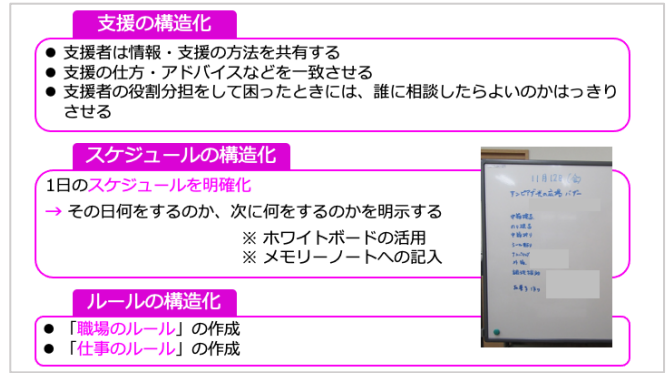 支援の構造化
● 支援者は情報・支援の方法を共有する
● 支援の仕方・アドバイスなどを一致させる
● 支援者の役割分担をして困ったときには、誰に相談したらよいのかはっきり
させる
スケジュールの構造化
1日のスケジュールを明確化
→ その日何をするのか、次に何をするのかを明示する
※ ホワイトボードの活用
※ メモリーノートへの記入
ルールの構造化
● 「職場のルール」の作成
● 「仕事のルール」の作成